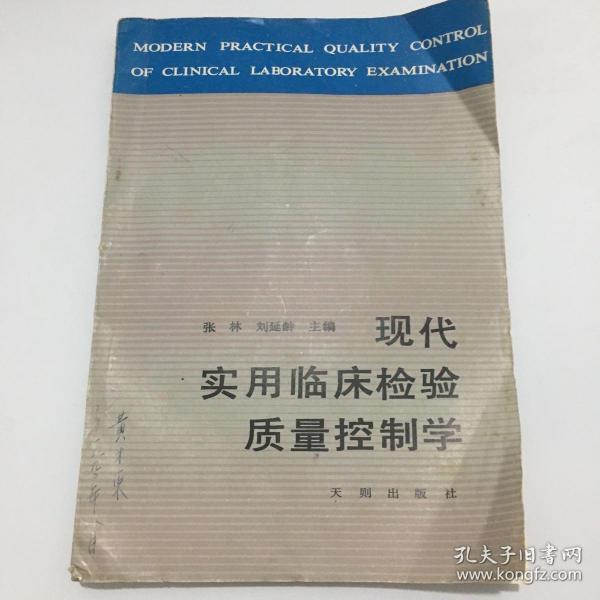 MODERN PRACTICAL QUALITY CONTROL
OF CLINICAL LABORATORY EXAMINATION
张林 刘延龄 主编
现代
实用临床检验
质量控制学
天则出版社
孔夫子旧书网
www.kongfz.com